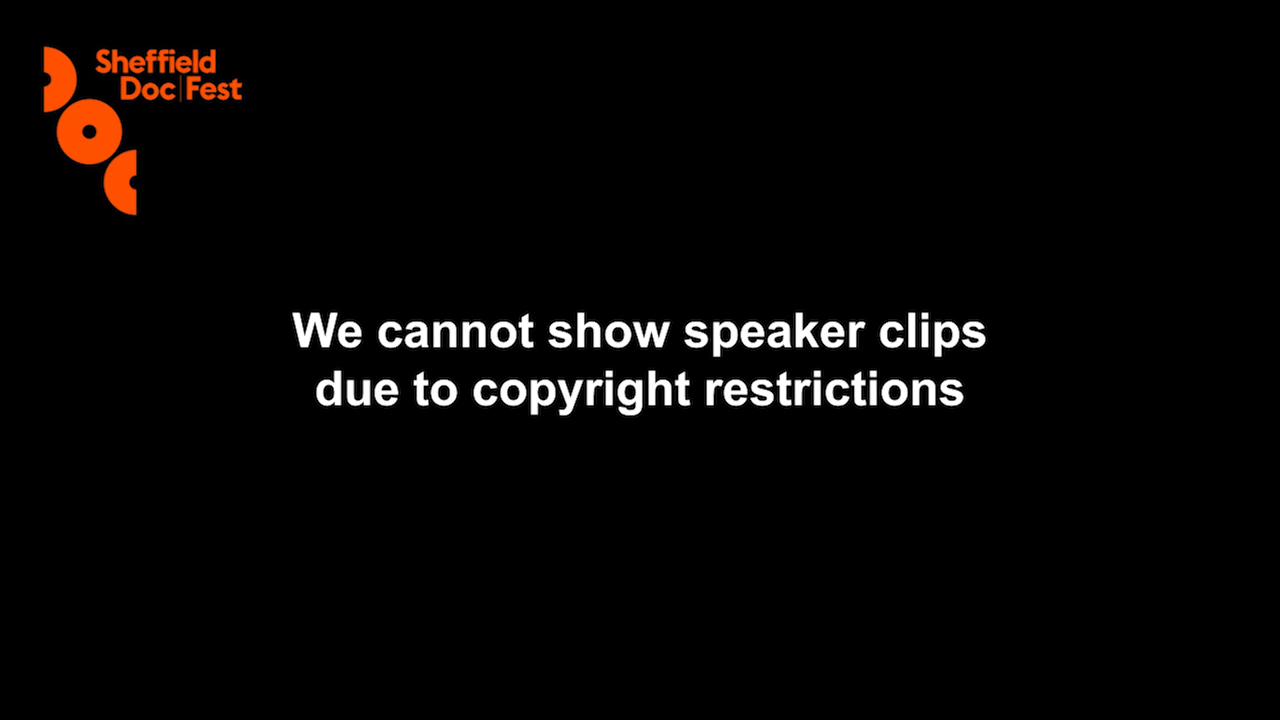 Sheffield
Doc|Fest
We cannot show speaker clips
due to copyright restrictions